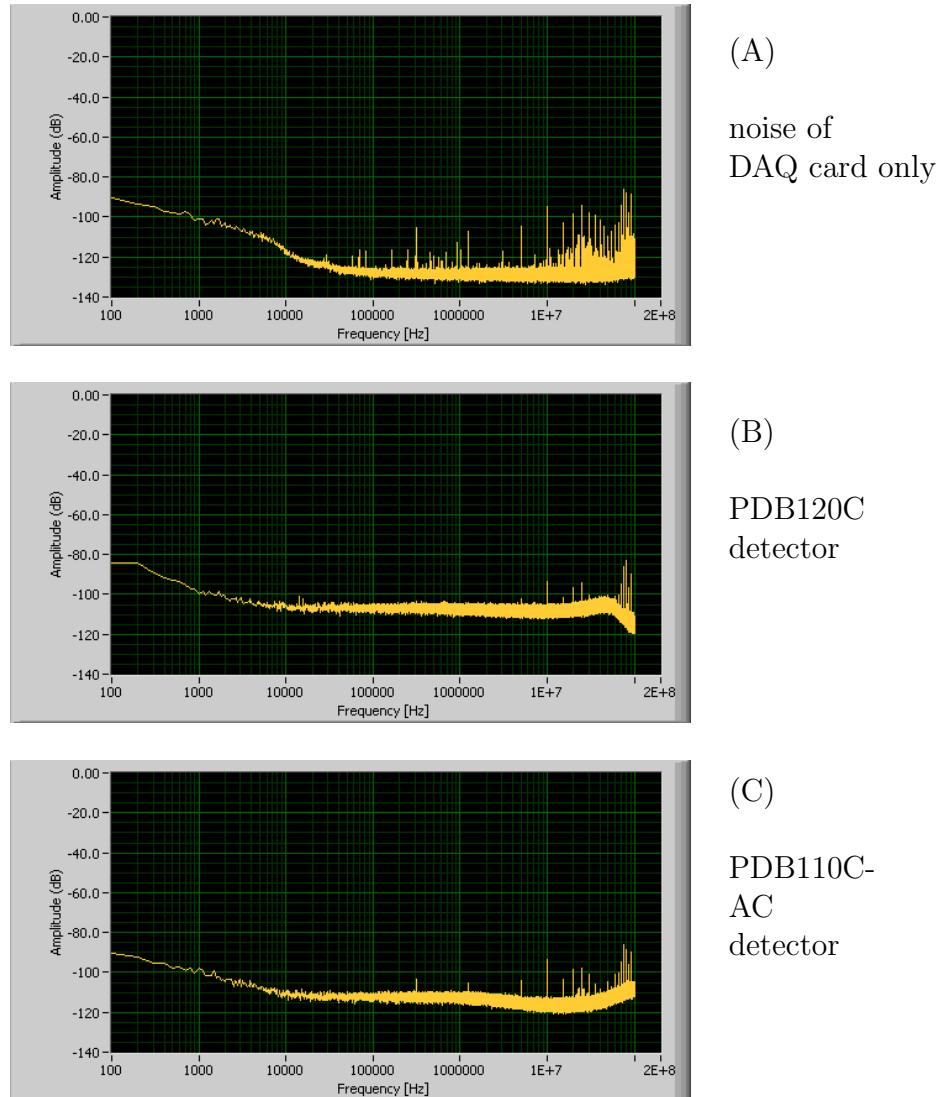 0.00
-20.0
-40.0
-60.0
-80.0
-100
-120
-140
Amplitude (dB)
100 1000 10000 100000 1000000 1E+7 2E+8
Frequency [Hz]
(A)
noise of
DAQ card only
0.00
-20.0
-40.0
-60.0
-80.0
-100
-120
-140
Amplitude (dB)
100 1000 10000 100000 1000000 1E+7 2E+8
Frequency [Hz]
(B)
PDB120C
detector
0.00
-20.0
-40.0
-60.0
-80.0
-100
-120
-140
Amplitude (dB)
100 1000 10000 100000 1000000 1E+7 2E+8
Frequency [Hz]
(C)
PDB110C-
AC
detector